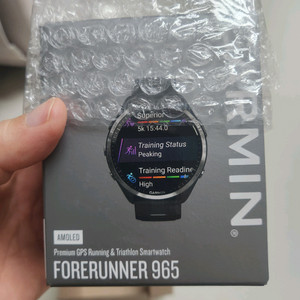 Superior
5k 15:44.0
Training Status
Peaking
Training Readine
High
RMIN®
AMOLED
Premium GPS Running & Triathlon Smartwatch
FORERUNNER 965